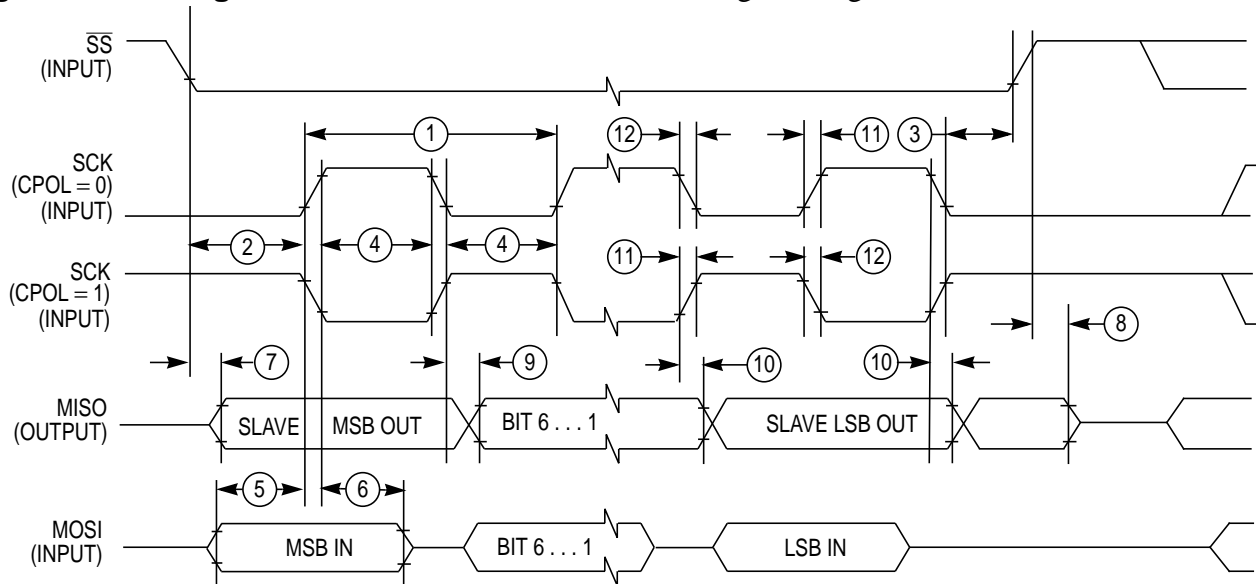 SS
(INPUT)
1
12
11
3
SCK
(CPOL = 0)
(INPUT)
2
4
4
11
12
SCK
(CPOL = 1)
(INPUT)
7
9
10
10
8
MISO
(OUTPUT)
SLAVE MSB OUT
BIT 6 . . . 1
SLAVE LSB OUT
5
6
MOSI
(INPUT)
MSB IN
BIT 6 . . . 1
LSB IN